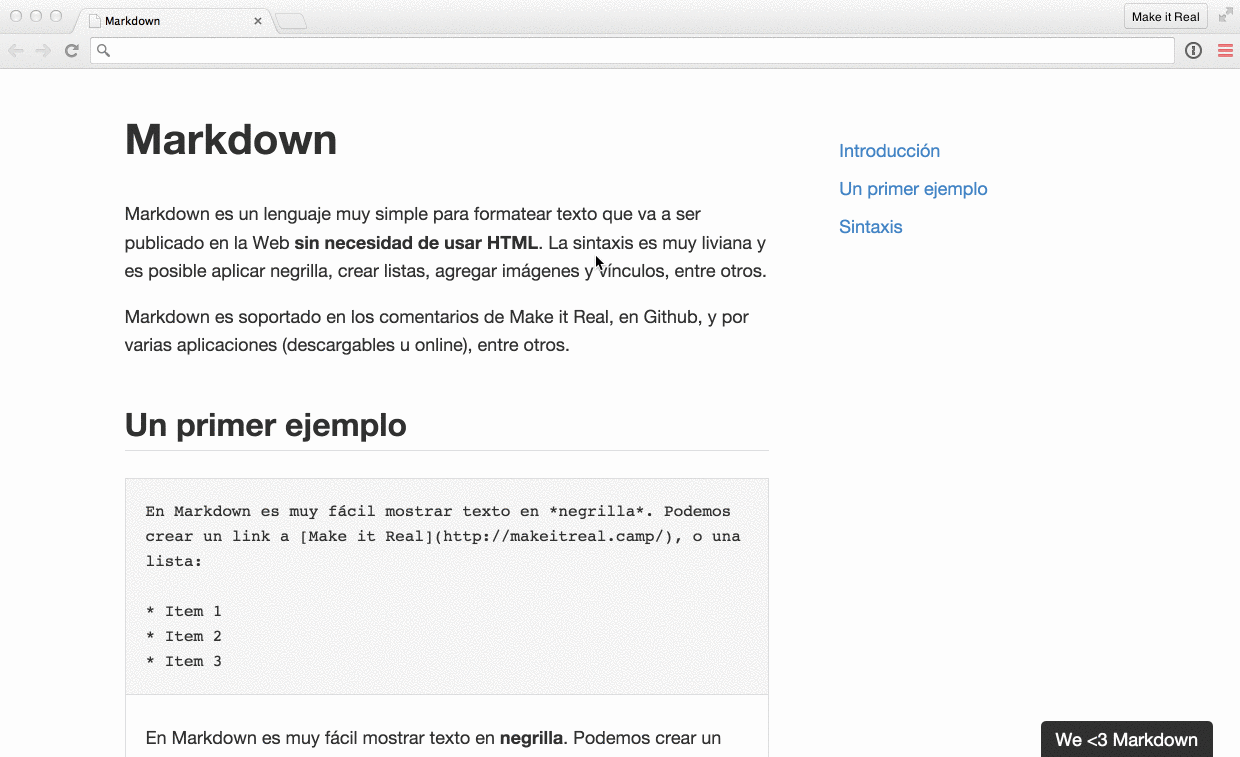 Markdown
Make it Real
Markdown
Markdown es un lenguaje muy simple para formatear texto que va a ser
publicado en la Web sin necesidad de usar HTML. La sintaxis es muy liviana y
es posible aplicar negrilla, crear listas, agregar imágenes y vínculos, entre otros.
Markdown es soportado en los comentarios de Make it Real, en Github, y por
varias aplicaciones (descargables u online), entre otros.
Un primer ejemplo
En Markdown es muy fácil mostrar texto en *negrilla*. Podemos
crear un link a [Make it Real](http://makeitreal.camp/), o una
lista:
* Item 1
* Item 2
* Item 3
En Markdown es muy fácil mostrar texto en negrilla. Podemos crear un
Introducción
Un primer ejemplo
Sintaxis
We <3 Markdown